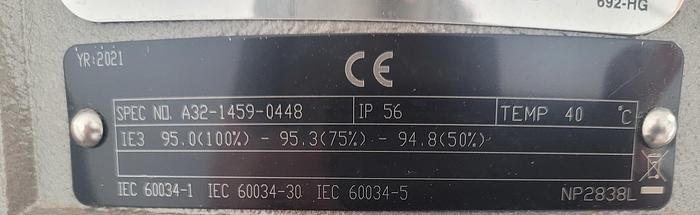 692-HG
YR:2021
CE
SPEC NO. A32-1459-0448 IP 56 TEMP 40 °C
IE3 95.0(100%) - 95.3(75%) - 94.8(50%)
IEC 60034-1 IEC 60034-30 IEC 60034-5 NP2838L